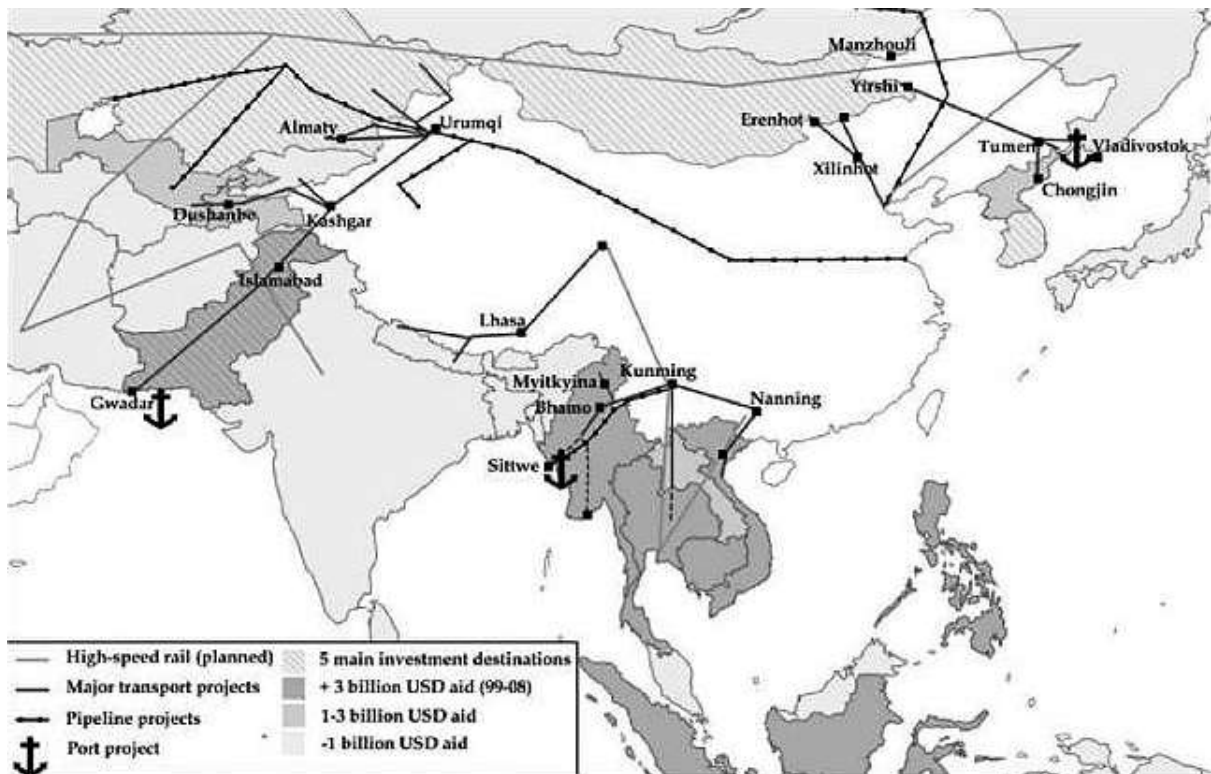 Manzhouli
Yirshi
Almaty
Urumqi
Erenhot
Tumen
Vladivostok
Xilinhot
Chongjin
Dushanbe
Kashgar
Islamabad
Lhasa
Myitkyina
Kunming
Bhamo
Nanning
Gwadar
Sittwe
High-speed rail (planned)
5 main investment destinations
Major transport projects
+ 3 billion USD aid (99-08)
Pipeline projects
1-3 billion USD aid
Port project
-1 billion USD aid